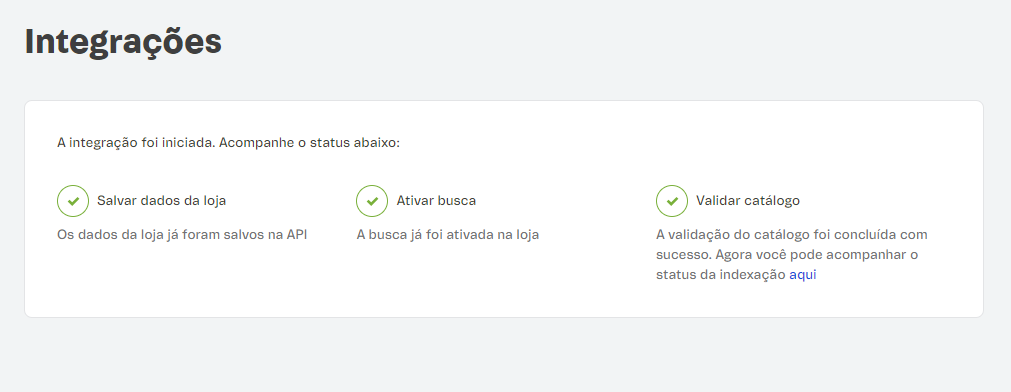 Integrações
A integração foi iniciada. Acompanhe o status abaixo:
Salvar dados da loja
Os dados da loja já foram salvos na API
Ativar busca
A busca já foi ativada na loja
Validar catálogo
A validação do catálogo foi concluída com
sucesso. Agora você pode acompanhar o
status da indexação aqui